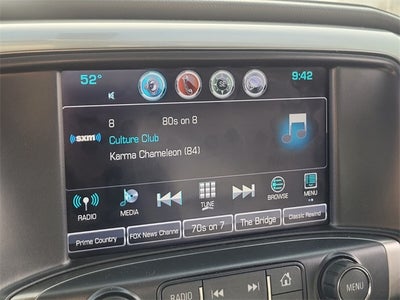 52°
9:42
8 80s on 8
((sxm))
Culture Club
Karma Chameleon (84)
RADIO
MEDIA
TUNE
BROWSE
MENU
Prime Country
FOX News Channe
70s on 7
The Bridge
Classic Rewind
RADIO
MENU